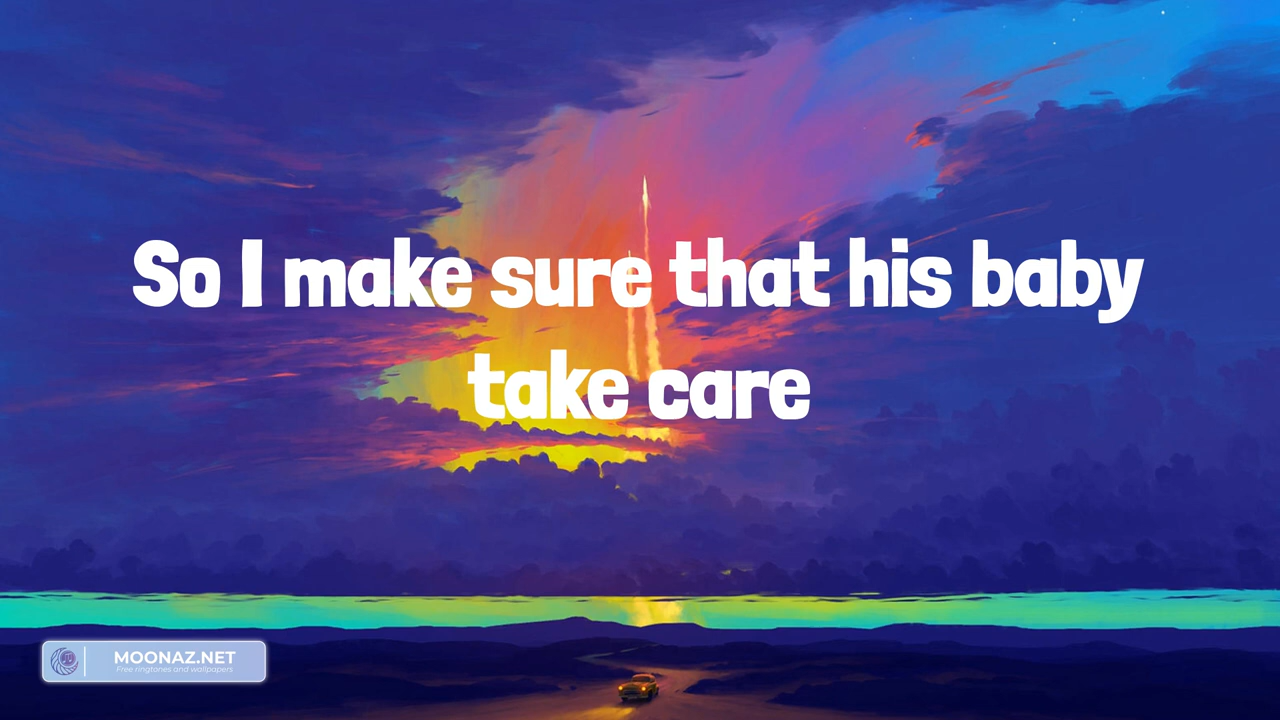 So I make sure that his baby
take care
MOONAZ.NET
Free ringtones and wallpapers